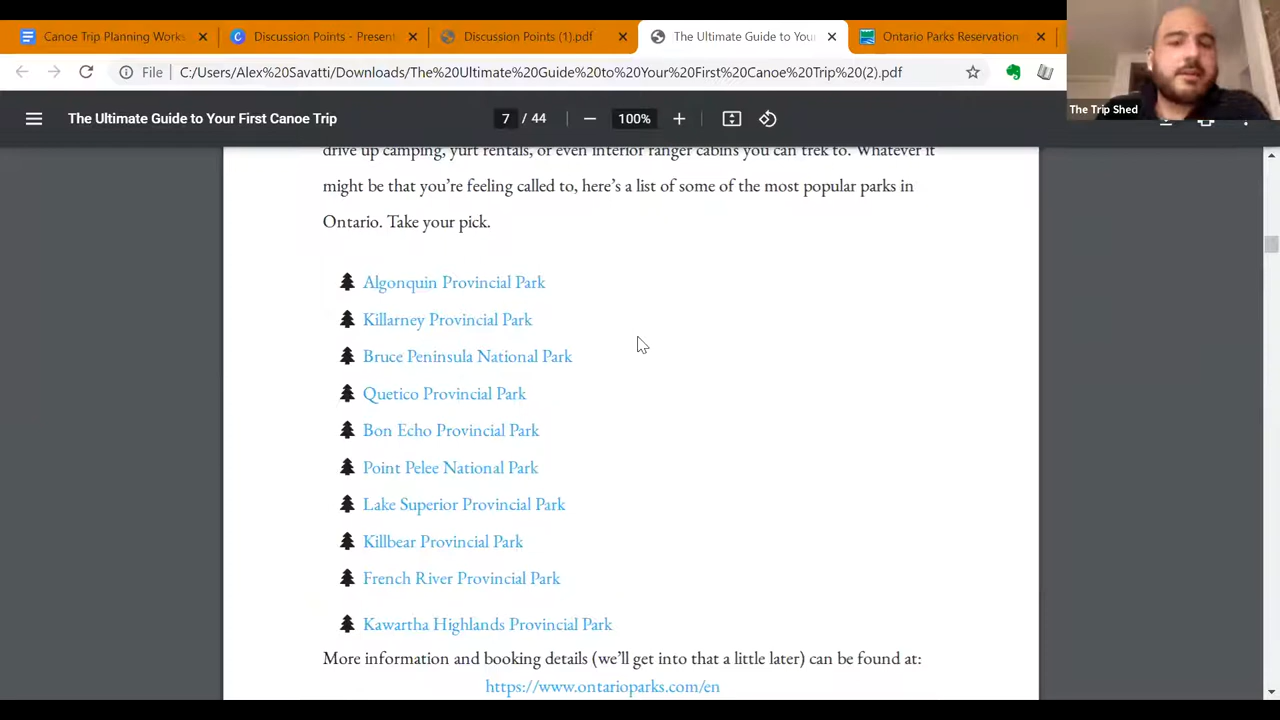 Canoe Trip Planning Works
Discussion Points - Present
Discussion Points (1).pdf
The Ultimate Guide to Your
Ontario Parks Reservation
File
C:/Users/Alex%20Savatti/Downloads/The%20Ultimate%20Guide%20to%20Your%20First%20Canoe%20Trip%20(2).pdf
The Trip Shed
The Ultimate Guide to Your First Canoe Trip
7 / 44
100%
drive up camping, yurt rentals, or even interior ranger cabins you can trek to. Whatever it
might be that you’re feeling called to, here’s a list of some of the most popular parks in
Ontario. Take your pick.
Algonquin Provincial Park
Killarney Provincial Park
Bruce Peninsula National Park
Quetico Provincial Park
Bon Echo Provincial Park
Point Pelee National Park
Lake Superior Provincial Park
Killbear Provincial Park
French River Provincial Park
Kawartha Highlands Provincial Park
More information and booking details (we’ll get into that a little later) can be found at:
https://www.ontarioparks.com/en